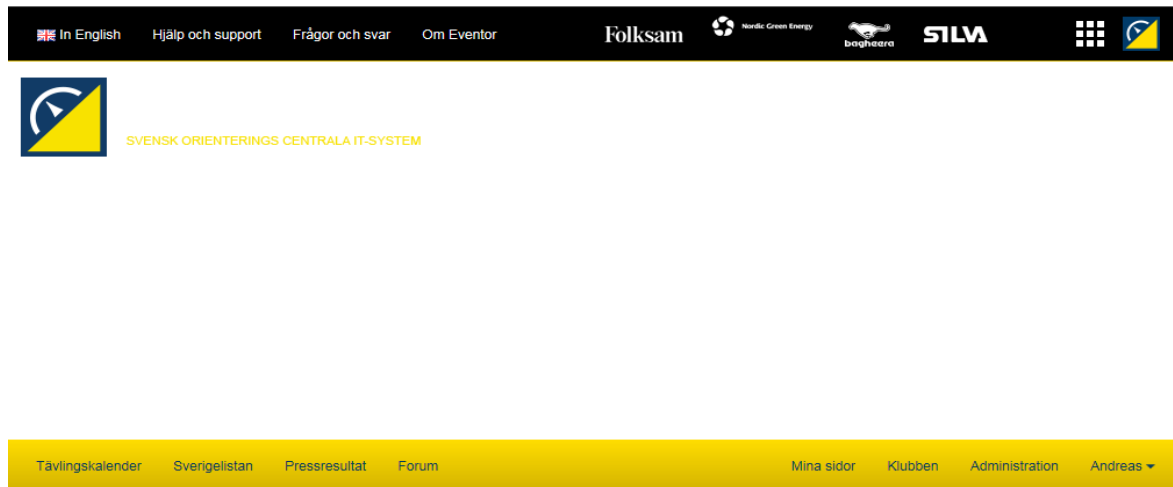 In English Hjälp och support Frågor och svar Om Eventor Folksam Nordic Green Energy bagheera SILVA
SVENSK ORIENTERINGS CENTRALA IT-SYSTEM
Tävlingskalender Sverigelistan Pressresultat Forum Mina sidor Klubben Administration Andreas